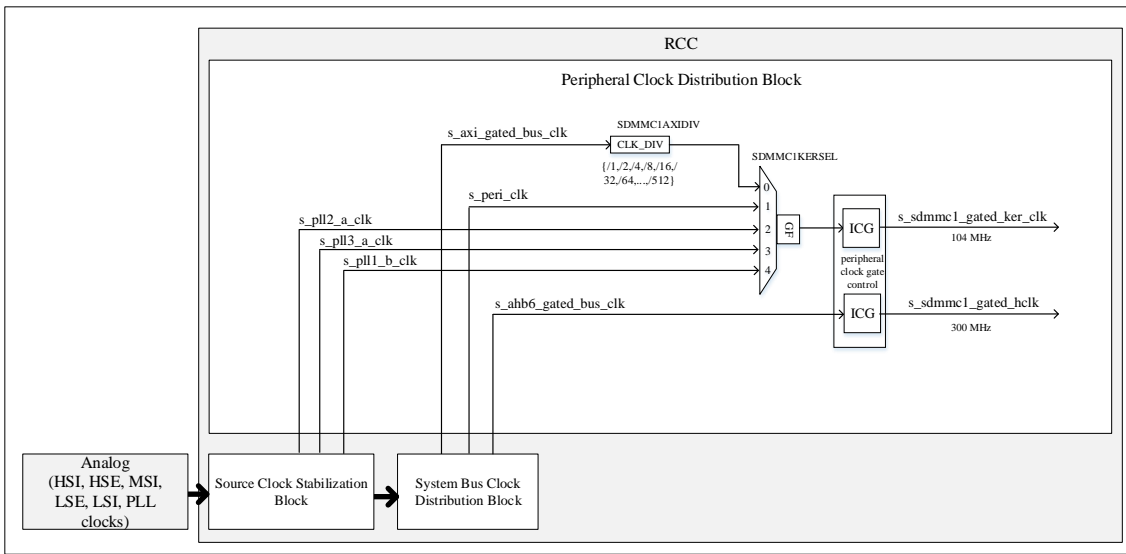 RCC
Peripheral Clock Distribution Block
SDMMC1AXIDIV
s_axi_gated_bus_clk
CLK_DIV
SDMMC1KERSEL
{/1,/2,/4,/8,/16,/
32,/64,...,/512}
0
s_peri_clk
1
s_pll2_a_clk
2
GF
ICG
s_sdmmc1_gated_ker_clk
104 MHz
s_pll3_a_clk
3
s_pll1_b_clk
4
peripheral
clock gate
control
s_ahb6_gated_bus_clk
ICG
s_sdmmc1_gated_hclk
300 MHz
Analog
(HSI, HSE, MSI,
LSE, LSI, PLL
clocks)
Source Clock Stabilization
Block
System Bus Clock
Distribution Block